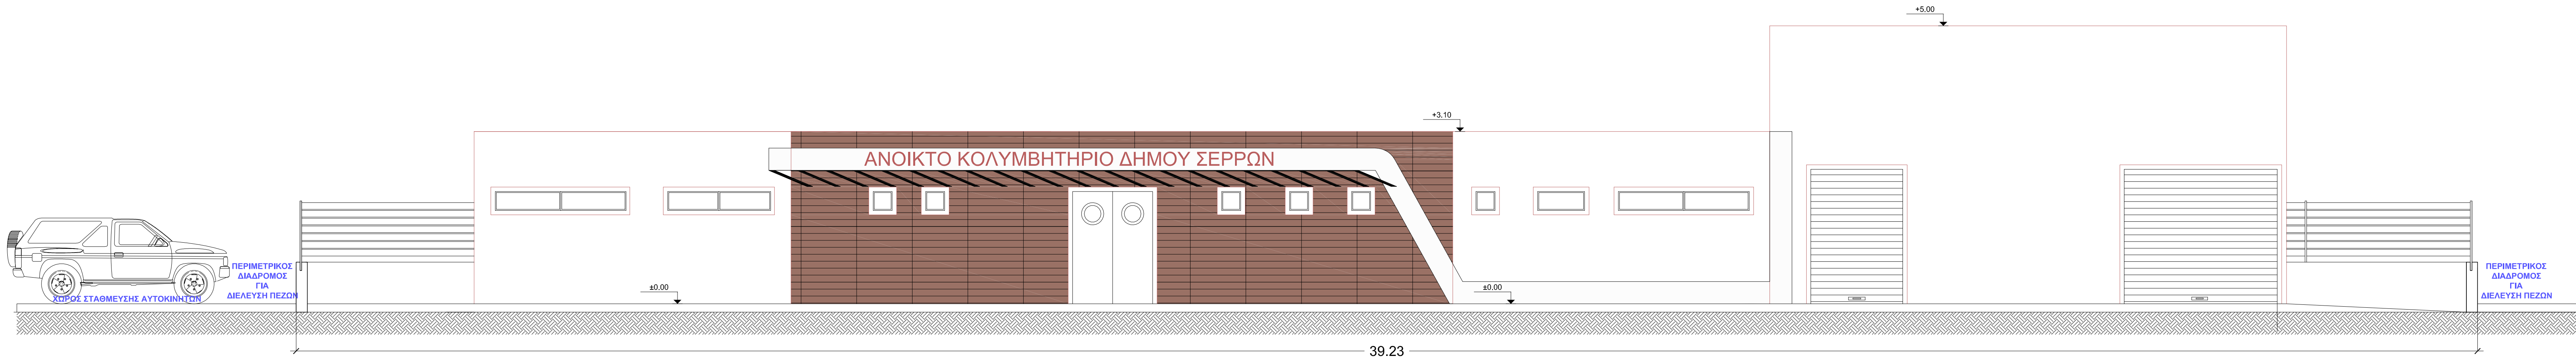 +5.00
+3.10
ΑΝΟΙΚΤΟ ΚΟΛΥΜΒΗΤΗΡΙΟ ΔΗΜΟΥ ΣΕΡΡΩΝ
ΠΕΡΙΜΕΤΡΙΚΟΣ
ΔΙΑΔΡΟΜΟΣ
ΓΙΑ
ΔΙΕΛΕΥΣΗ ΠΕΖΩΝ
ΧΩΡΟΣ ΣΤΑΘΜΕΥΣΗΣ ΑΥΤΟΚΙΝΗΤΩΝ
±0.00
±0.00
ΠΕΡΙΜΕΤΡΙΚΟΣ
ΔΙΑΔΡΟΜΟΣ
ΓΙΑ
ΔΙΕΛΕΥΣΗ ΠΕΖΩΝ
39.23